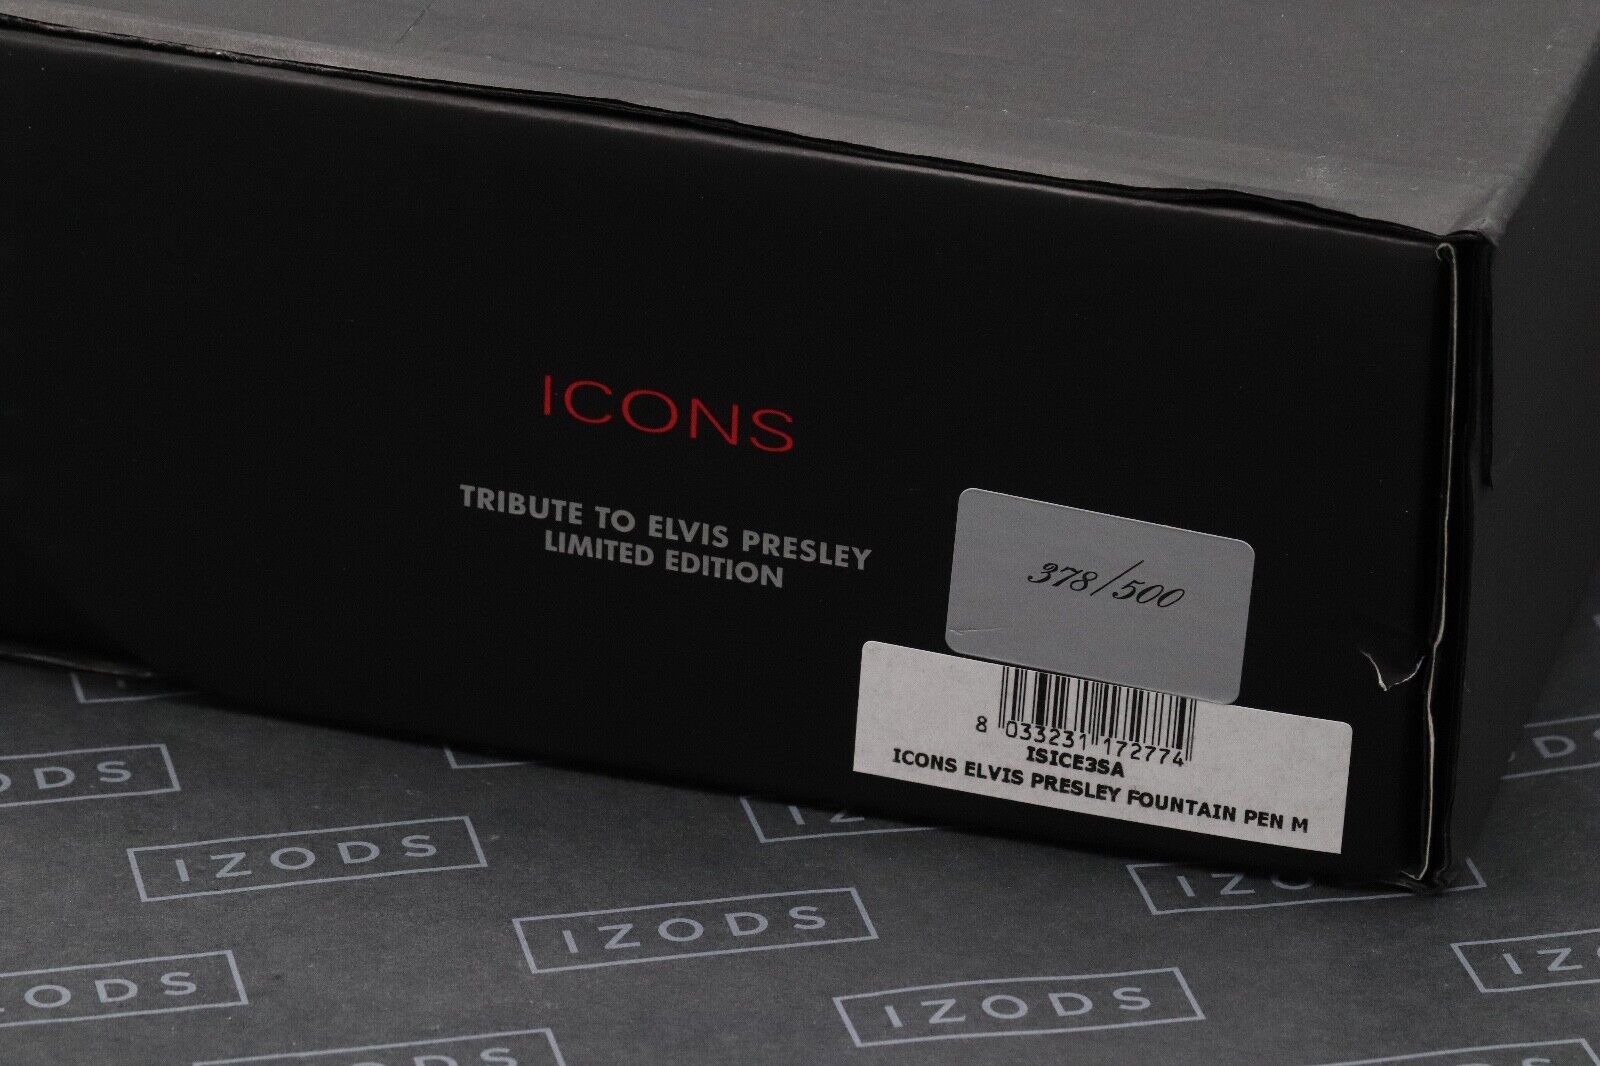 ICONS
TRIBUTE TO ELVIS PRESLEY
LIMITED EDITION
378/500
8 033231 172774
ISICE3SA
ICONS ELVIS PRESLEY FOUNTAIN PEN M
IZODS
IZODS
IZODS